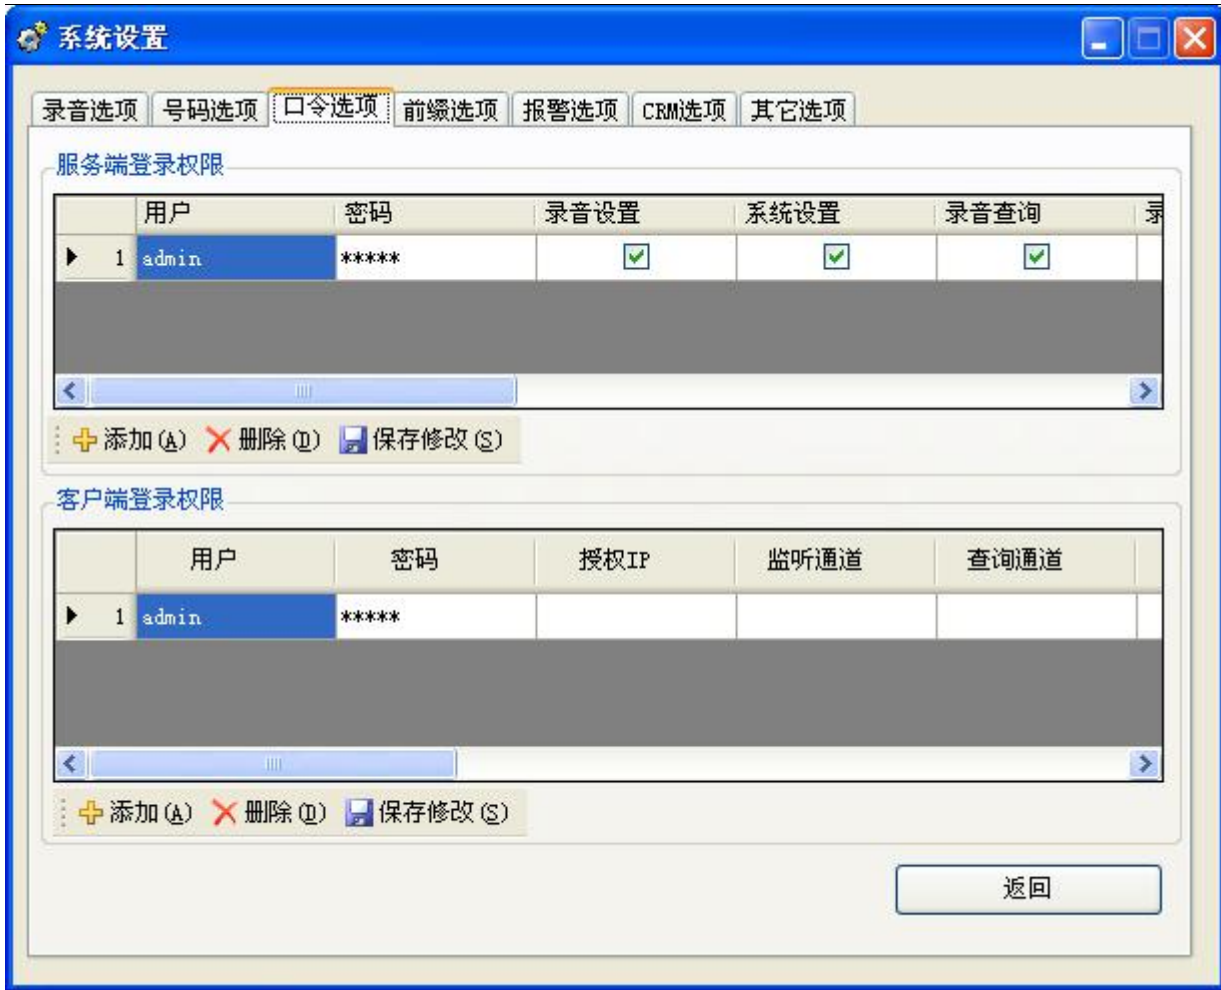 系统设置
录音选项 号码选项 口令选项 前缀选项 报警选项 CRM选项 其它选项
服务端登录权限
用户 密码 录音设置 系统设置 录音查询 录
1 admin *****
添加(A) 删除(D) 保存修改(S)
客户端登录权限
用户 密码 授权IP 监听通道 查询通道
1 admin *****
添加(A) 删除(D) 保存修改(S)
返回